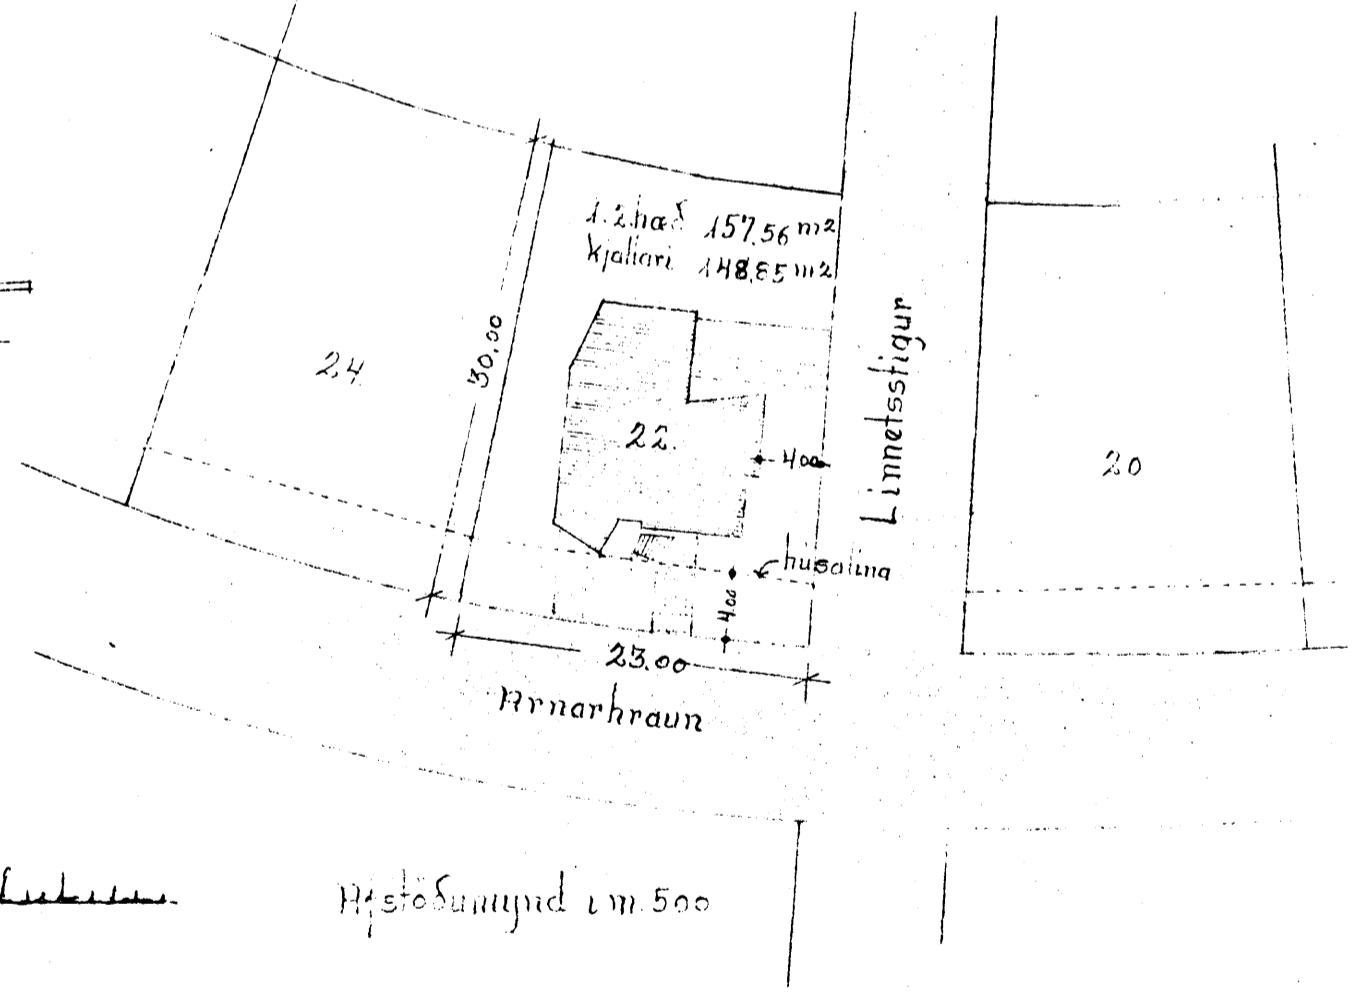 1. 2. hæð 157.56 m2
kjallari 148.85 m2
24
30.00
22.
4.00
Linnetsstígur
20
húsalína
4.00
23.00
Arnarhraun
Afstöðumynd í m. 500